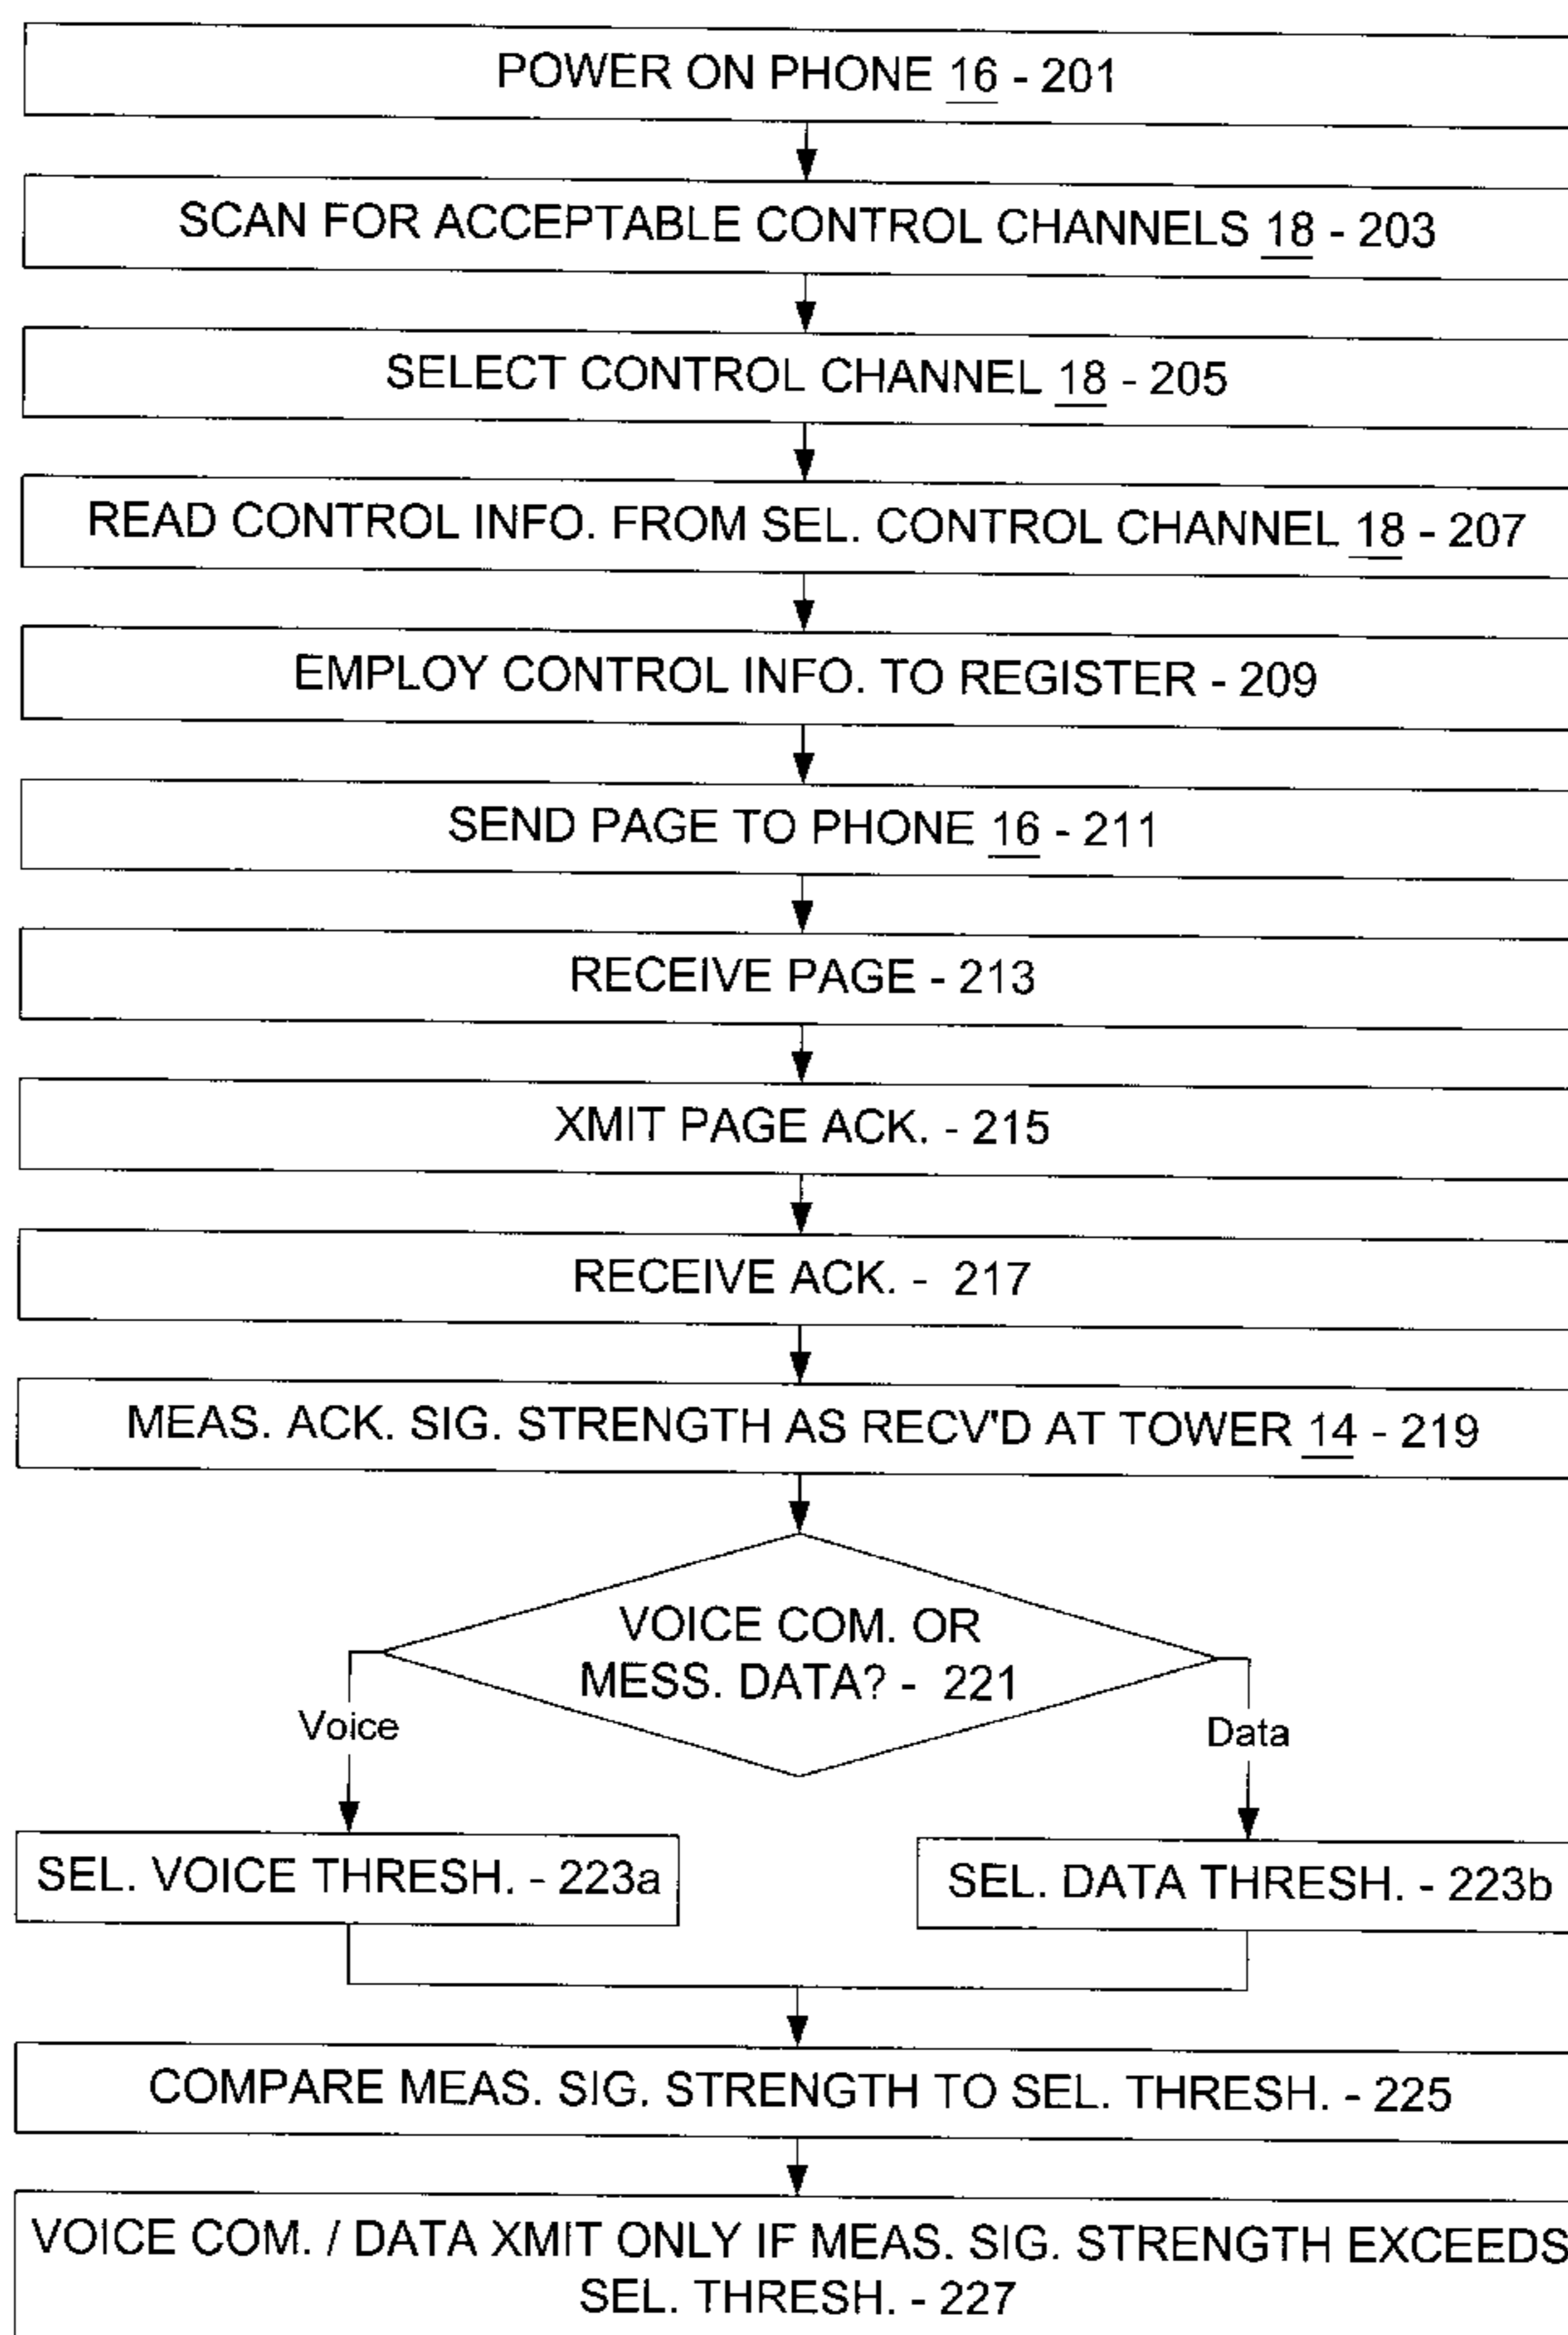 POWER ON PHONE 16 - 201
SCAN FOR ACCEPTABLE CONTROL CHANNELS 18 - 203
SELECT CONTROL CHANNEL 18 - 205
READ CONTROL INFO. FROM SEL. CONTROL CHANNEL 18 - 207
EMPLOY CONTROL INFO. TO REGISTER - 209
SEND PAGE TO PHONE 16 - 211
RECEIVE PAGE - 213
XMIT PAGE ACK. - 215
RECEIVE ACK. - 217
MEAS. ACK. SIG. STRENGTH AS RECV'D AT TOWER 14 - 219
VOICE COM. OR
MESS. DATA? - 221
Voice
Data
SEL. VOICE THRESH. - 223a
SEL. DATA THRESH. - 223b
COMPARE MEAS. SIG. STRENGTH TO SEL. THRESH. - 225
VOICE COM. / DATA XMIT ONLY IF MEAS. SIG. STRENGTH EXCEEDS
SEL. THRESH. - 227